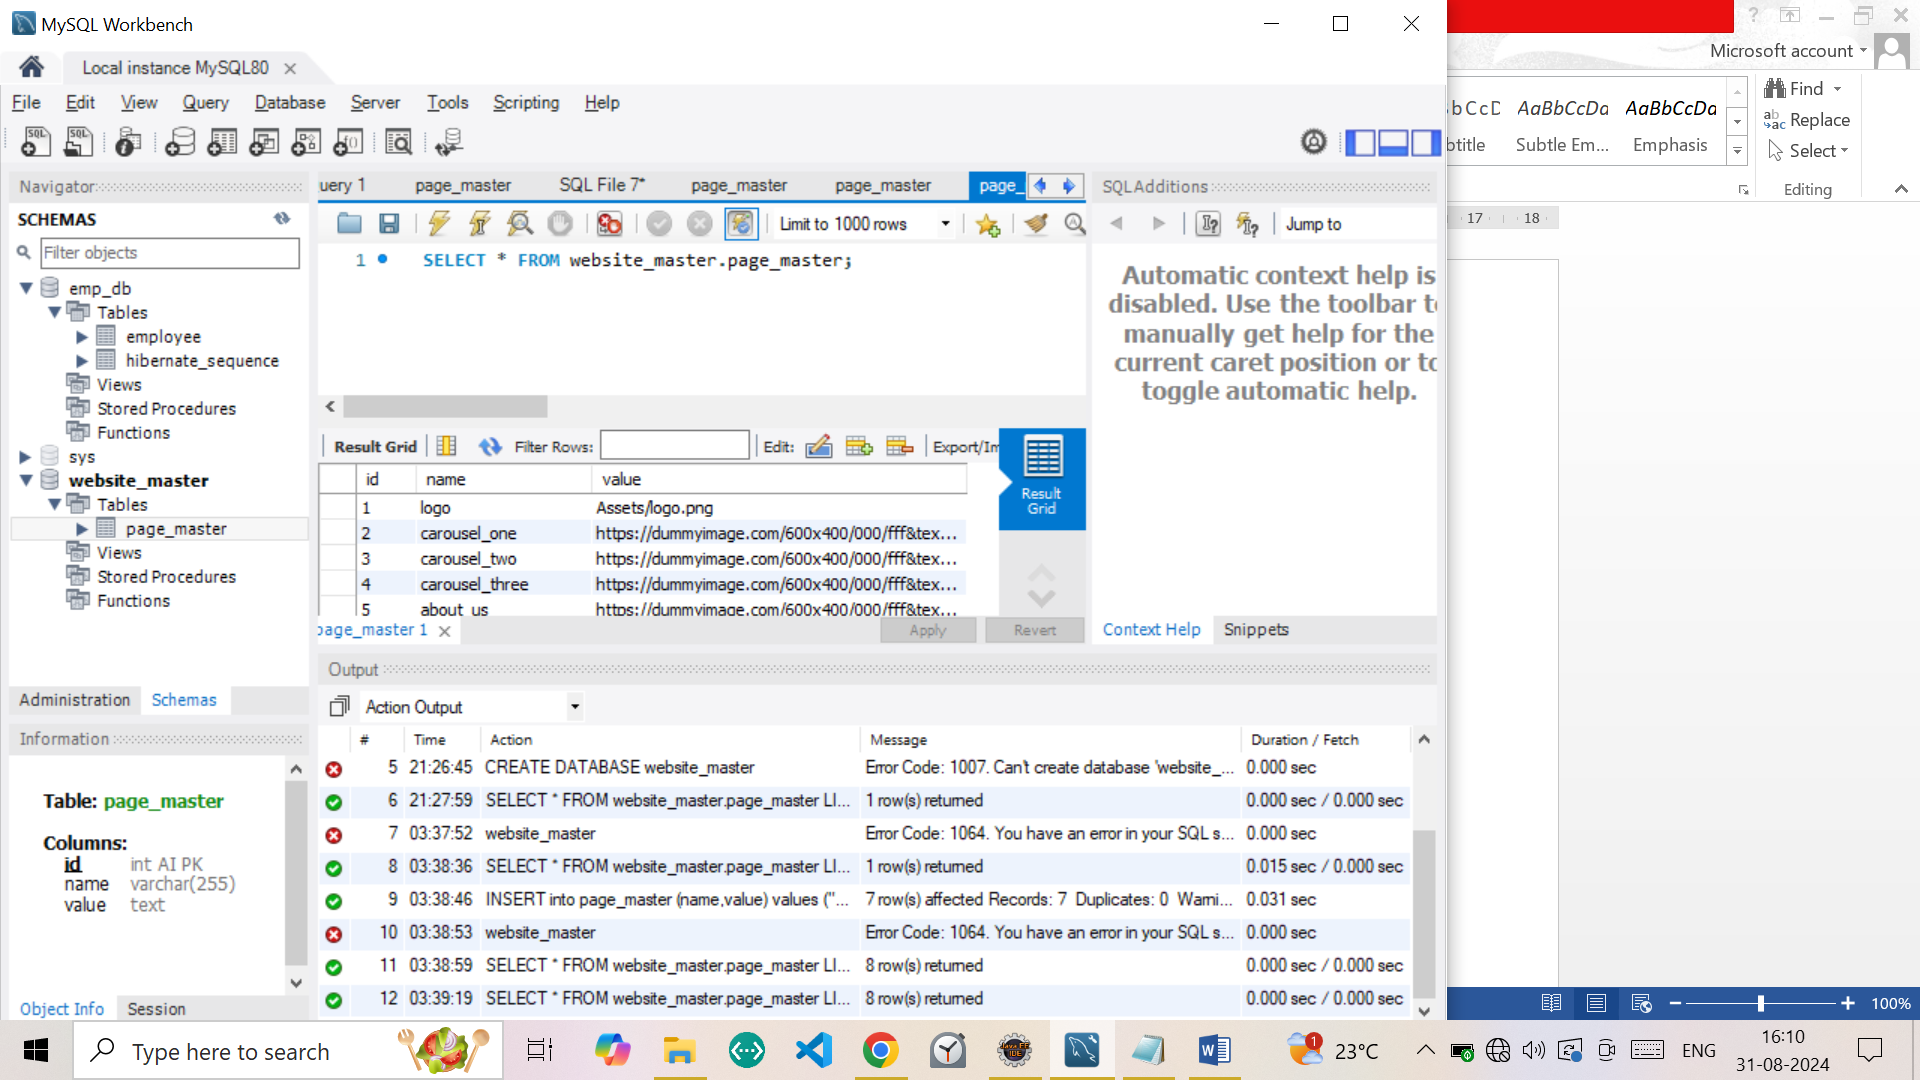 MySQL Workbench
Local instance MySQL80
File Edit View Query Database Server Tools Scripting Help
Navigator
SCHEMAS
Filter objects
emp_db
Tables
employee
hibernate_sequence
Views
Stored Procedures
Functions
sys
website_master
Tables
page_master
Views
Stored Procedures
Functions
Administration Schemas
Information
Table: page_master
Columns:
id int AI PK
name varchar(255)
value text
Object Info Session
uery 1 page_master SQL File 7* page_master page_master page_
Limit to 1000 rows
1 SELECT * FROM website_master.page_master;
Result Grid Filter Rows: Edit: Export/Im
id name value
1 logo Assets/logo.png
2 carousel_one https://dummyimage.com/600x400/000/fff&tex...
3 carousel_two https://dummyimage.com/600x400/000/fff&tex...
4 carousel_three https://dummyimage.com/600x400/000/fff&tex...
5 about_us https://dummyimage.com/600x400/000/fff&tex...
Result
Grid
page_master 1 Apply Revert
SQLAdditions
Jump to
Automatic context help is
disabled. Use the toolbar to
manually get help for the
current caret position or to
toggle automatic help.
Context Help Snippets
Output
Action Output
# Time Action Message Duration / Fetch
5 21:26:45 CREATE DATABASE website_master Error Code: 1007. Can't create database 'website_... 0.000 sec
6 21:27:59 SELECT * FROM website_master.page_master LI... 1 row(s) returned 0.000 sec / 0.000 sec
7 03:37:52 website_master Error Code: 1064. You have an error in your SQL s... 0.000 sec
8 03:38:36 SELECT * FROM website_master.page_master LI... 1 row(s) returned 0.015 sec / 0.000 sec
9 03:38:46 INSERT into page_master (name,value) values ("... 7 row(s) affected Records: 7 Duplicates: 0 Warni... 0.031 sec
10 03:38:53 website_master Error Code: 1064. You have an error in your SQL s... 0.000 sec
11 03:38:59 SELECT * FROM website_master.page_master LI... 8 row(s) returned 0.000 sec / 0.000 sec
12 03:39:19 SELECT * FROM website_master.page_master LI... 8 row(s) returned 0.000 sec / 0.000 sec
Microsoft account
bCcD AaBbCcDd AaBbCcDd
btitle Subtle Em... Emphasis
Find
Replace
Select
Editing
17 18
100%
Type here to search
23°C
ENG
16:10
31-08-2024